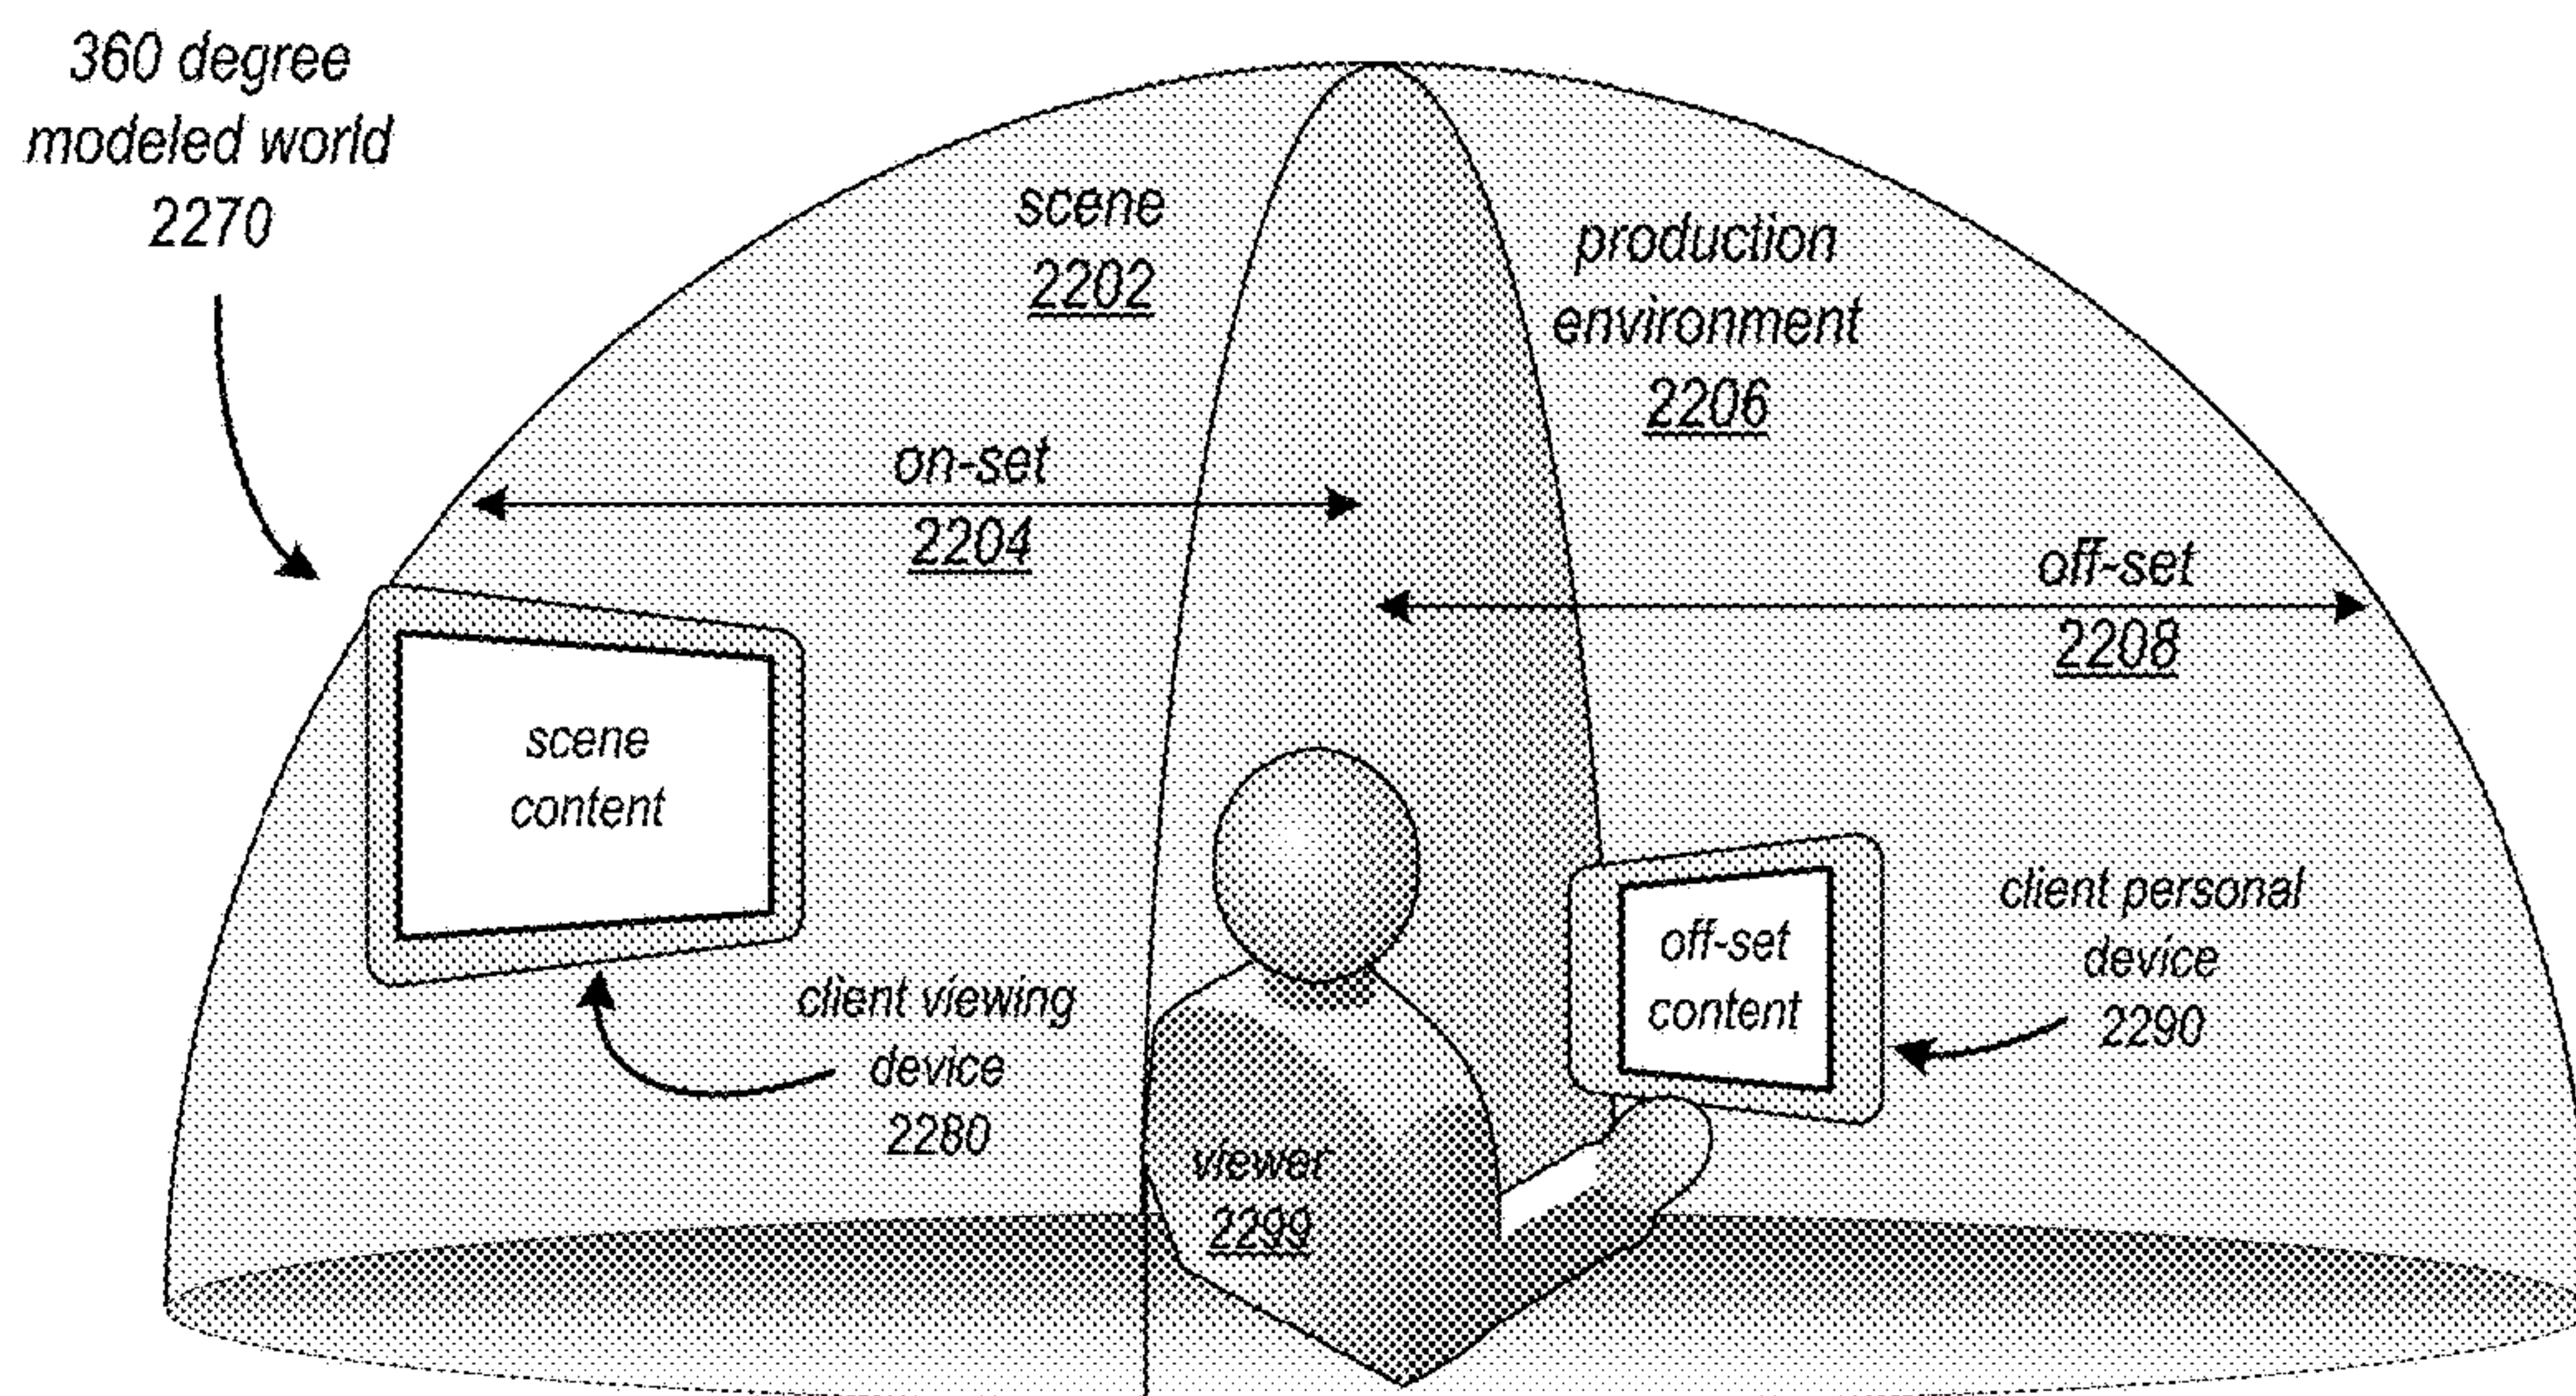 360 degree
modeled world
2270
scene
2202
production
environment
2206
on-set
2204
off-set
2208
scene
content
client viewing
device
2280
off-set
content
client personal
device
2290
viewer
2299